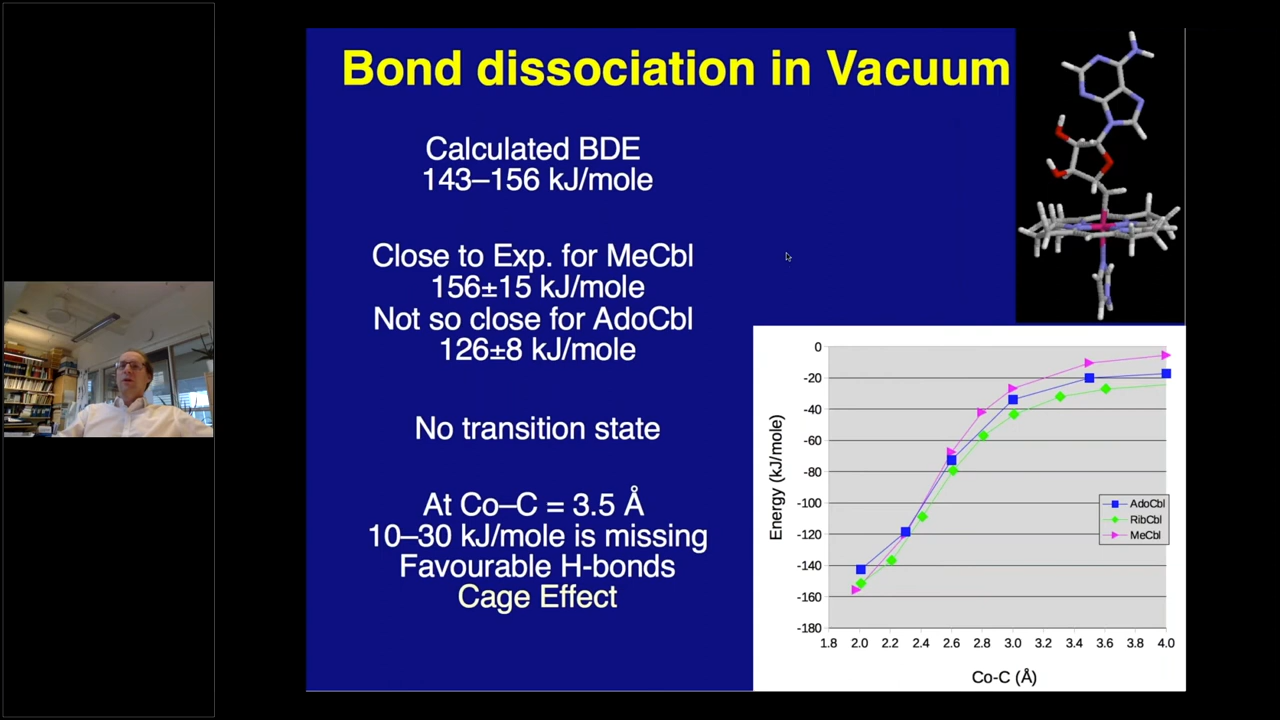 Bond dissociation in Vacuum
Calculated BDE
143–156 kJ/mole
Close to Exp. for MeCbl
156±15 kJ/mole
Not so close for AdoCbl
126±8 kJ/mole
No transition state
At Co–C = 3.5 Å
10–30 kJ/mole is missing
Favourable H-bonds
Cage Effect
Energy (kJ/mole)
0
-20
-40
-60
-80
-100
-120
-140
-160
-180
AdoCbl
RibCbl
MeCbl
1.8 2.0 2.2 2.4 2.6 2.8 3.0 3.2 3.4 3.6 3.8 4.0
Co-C (Å)